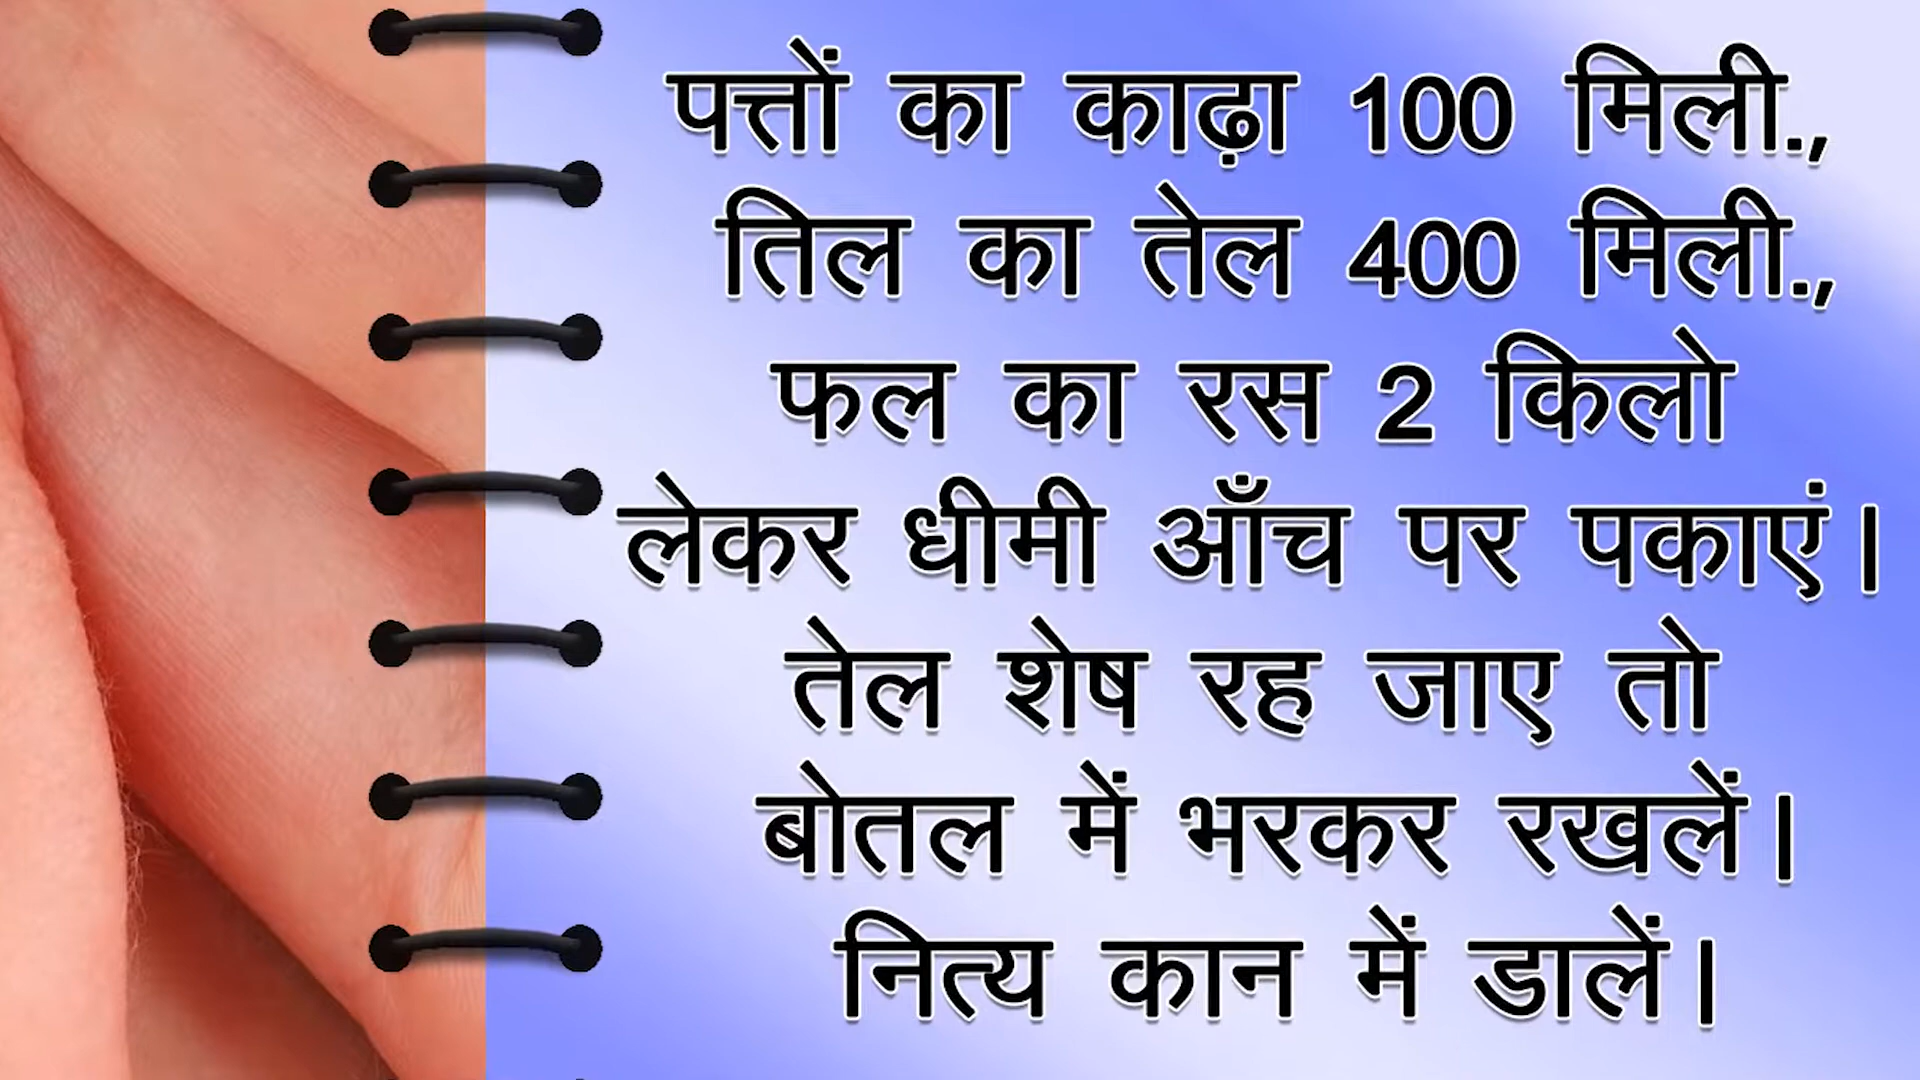 पत्तों का काढ़ा 100 मिली.,
तिल का तेल 400 मिली.,
फल का रस 2 किलो
लेकर धीमी आँच पर पकाएं।
तेल शेष रह जाए तो
बोतल में भरकर रखलें।
नित्य कान में डालें।